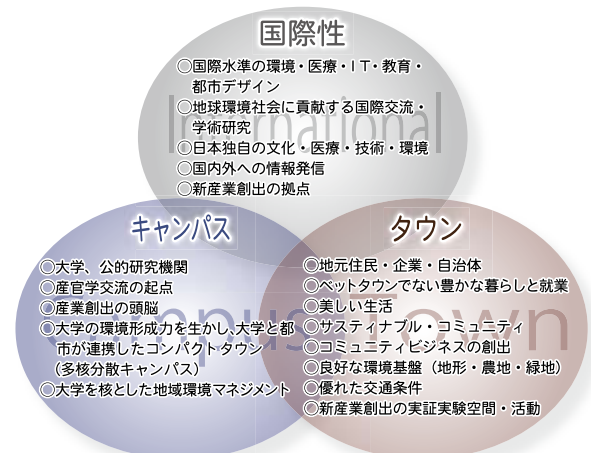 国際性
International
○国際水準の環境・医療・IT・教育・
都市デザイン
○地球環境社会に貢献する国際交流・
学術研究
○日本独自の文化・医療・技術・環境
○国内外への情報発信
○新産業創出の拠点
キャンパス
Campus
○大学、公的研究機関
○産官学交流の起点
○産業創出の頭脳
○大学の環境形成力を生かし、大学と都
市が連携したコンパクトタウン
（多核分散キャンパス）
○大学を核とした地域環境マネジメント
タウン
Town
○地元住民・企業・自治体
○ベットタウンでない豊かな暮らしと就業
○美しい生活
○サスティナブル・コミュニティ
○コミュニティビジネスの創出
○良好な環境基盤（地形・農地・緑地）
○優れた交通条件
○新産業創出の実証実験空間・活動